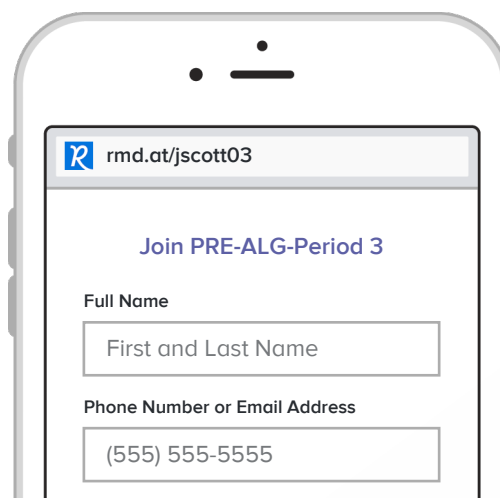 rmd.at/jscott03
Join PRE-ALG-Period 3
Full Name
First and Last Name
Phone Number or Email Address
(555) 555-5555